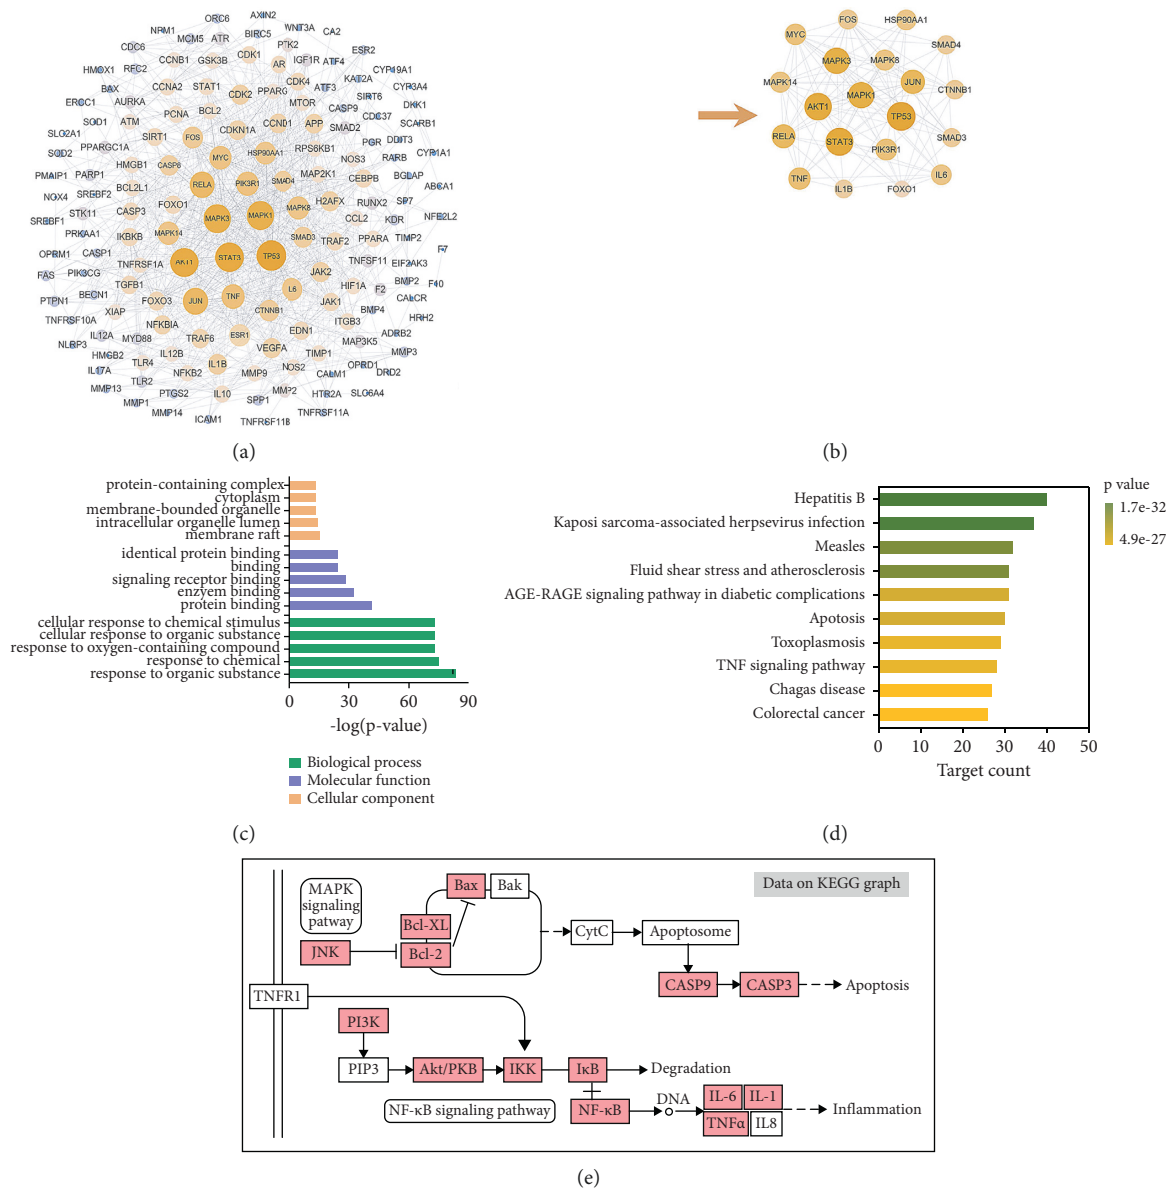 ORC6
AXIN2
NPM1
MCM5
ATR
BIRC5
WNT3A
CA2
CDC6
PTK2
ESR2
CCNB1
GSK3B
CDK1
AR
IGF1R
ATF4
HMOX1
RFC2
KAT2A
CYP19A1
BAX
CCNA2
STAT1
CDK2
PPARG
CDK4
ATF3
SIRT6
CYP3A4
ERCC1
AURKA
PCNA
BCL2
MTOR
CASP9
CDC37
DKK1
SOD1
ATM
CDKN1A
CCND1
APP
SMAD2
SCARB1
SLC2A1
PPARGC1A
SIRT1
FOS
HSP90AA1
RPS6KB1
PGR
DDIT3
SOD2
HMGB1
CASP8
MYC
NOS3
RARB
CYP1A1
PMAIP1
PARP1
BCL2L1
RELA
PIK3R1
SMAD4
MAP2K1
CEBPB
BGLAP
ABCA1
NOX4
SREBF2
FOXO1
MAPK8
H2AFX
RUNX2
SP7
SREBF1
STK11
CASP3
MAPK3
MAPK1
CCL2
KDR
NFE2L2
PRKAA1
IKBKB
MAPK14
SMAD3
TRAF2
PPARA
TIMP2
F7
OPRM1
CASP1
TNFRSF1A
AKT1
STAT3
TP53
JAK2
TNFSF11
EIF2AK3
FAS
PIK3CG
TGFB1
HIF1A
F2
BMP2
F10
PTPN1
BECN1
FOXO3
JUN
TNF
IL6
JAK1
BMP4
CALCR
TNFRSF10A
XIAP
NFKBIA
CTNNB1
ITGB3
HRH2
NLRP3
IL12A
MYD88
TRAF6
ESR1
EDN1
MAP3K5
ADRB2
HMGB2
TLR4
IL12B
IL1B
VEGFA
TIMP1
MMP3
IL17A
TLR2
NFKB2
MMP9
NOS2
CALM1
OPRD1
DRD2
MMP13
PTGS2
IL10
SPP1
MMP2
HTR2A
SLC6A4
MMP1
MMP14
ICAM1
TNFRSF11B
TNFRSF11A
(a)
FOS
HSP90AA1
MYC
SMAD4
MAPK3
MAPK8
MAPK14
JUN
CTNNB1
AKT1
MAPK1
TP53
RELA
STAT3
PIK3R1
SMAD3
TNF
IL1B
FOXO1
IL6
(b)
protein-containing complex
cytoplasm
membrane-bounded organelle
intracellular organelle lumen
membrane raft
identical protein binding
binding
signaling receptor binding
enzyem binding
protein binding
cellular response to chemical stimulus
cellular response to organic substance
response to oxygen-containing compound
response to chemical
response to organic substance
0 30 60 90
-log(p-value)
Biological process
Molecular function
Cellular component
(c)
Hepatitis B
Kaposi sarcoma-associated herpsevirus infection
Measles
Fluid shear stress and atherosclerosis
AGE-RAGE signaling pathway in diabetic complications
Apotosis
Toxoplasmosis
TNF signaling pathway
Chagas disease
Colorectal cancer
0 10 20 30 40 50
Target count
p value
1.7e-32
4.9e-27
(d)
Data on KEGG graph
MAPK
signaling
patway
Bax
Bak
Bcl-XL
Bcl-2
JNK
CytC
Apoptosome
CASP9
CASP3
Apoptosis
TNFR1
PI3K
PIP3
Akt/PKB
IKK
IκB
Degradation
NF-κB signaling pathway
NF-κB
DNA
IL-6
IL-1
TNFα
IL8
Inflammation
(e)